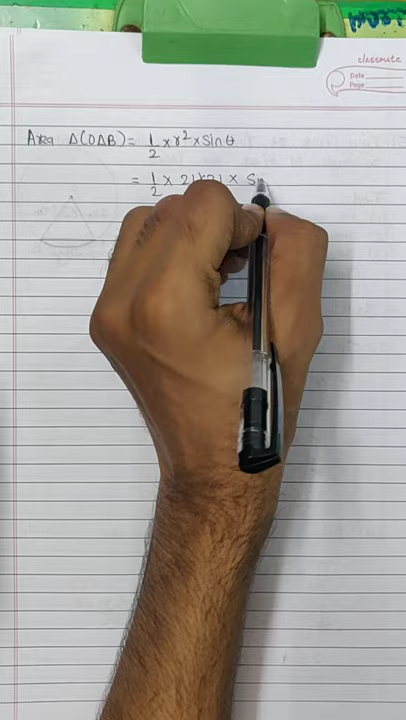 classmate
Date
Page
Area Δ(OAB) = 1/2 × r² × Sinθ
= 1/2 × 21 × 21 × S